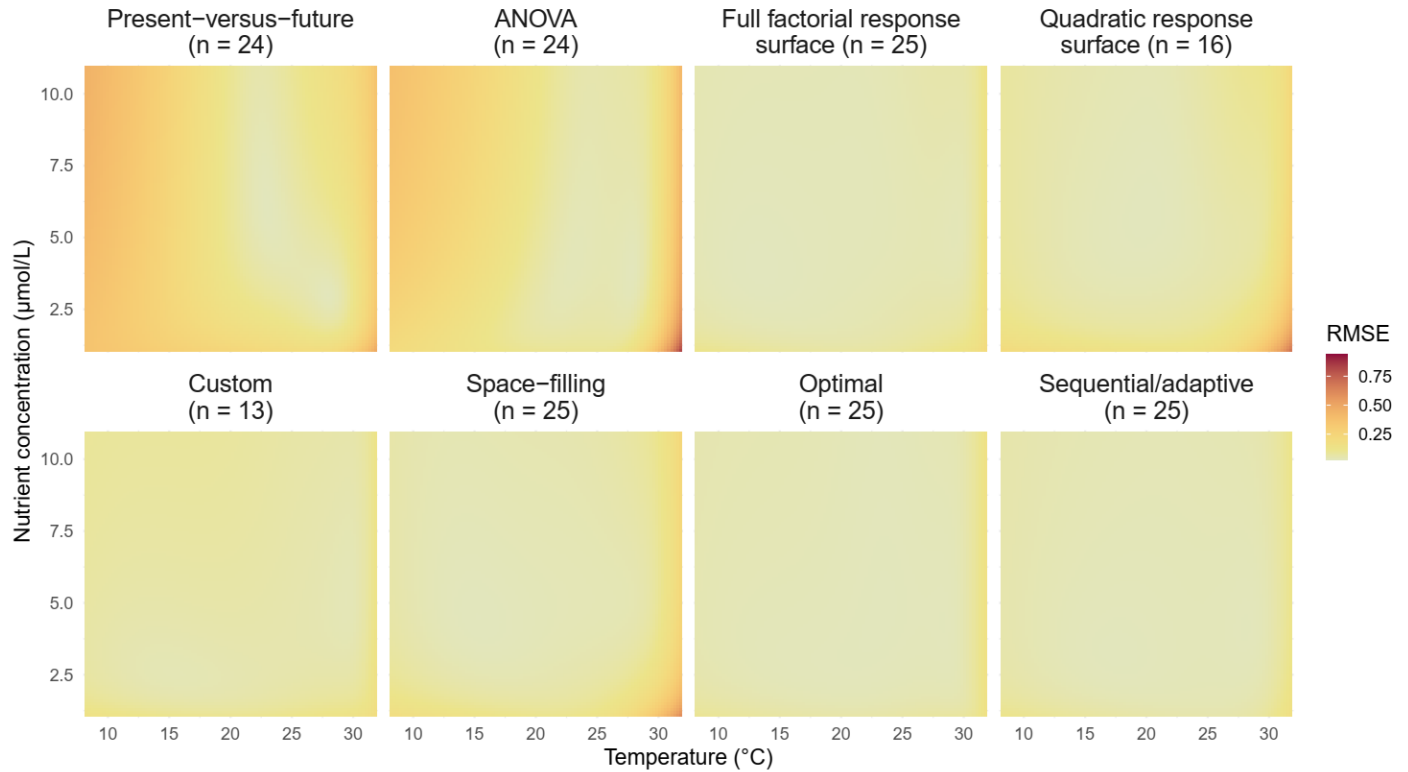 Present−versus−future
(n = 24)
ANOVA
(n = 24)
Full factorial response
surface (n = 25)
Quadratic response
surface (n = 16)
10.0
7.5
5.0
2.5
Custom
(n = 13)
Space−filling
(n = 25)
Optimal
(n = 25)
Sequential/adaptive
(n = 25)
10.0
7.5
5.0
2.5
10 15 20 25 30
10 15 20 25 30
10 15 20 25 30
10 15 20 25 30
Temperature (°C)
Nutrient concentration (μmol/L)
RMSE
0.75
0.50
0.25